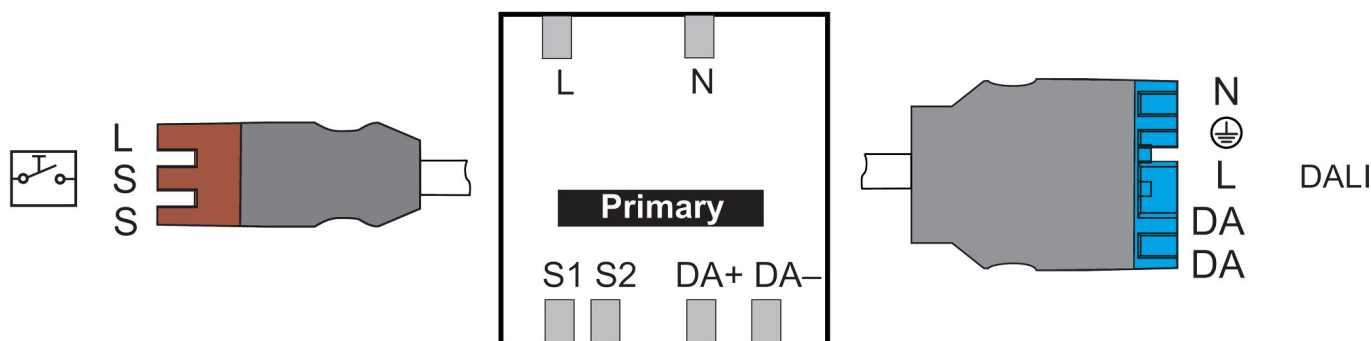 L
S
S
L N
Primary
S1 S2 DA+ DA–
N
L
DA
DA
DALI